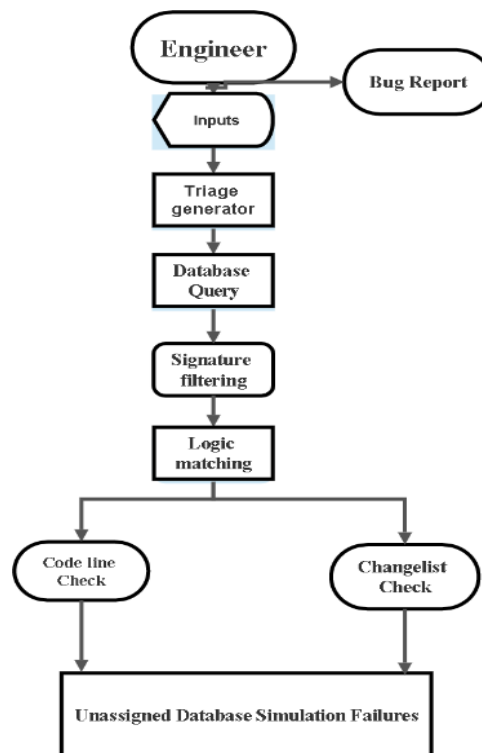 Engineer
Bug Report
Inputs
Triage
generator
Database
Query
Signature
filtering
Logic
matching
Code line
Check
Changelist
Check
Unassigned Database Simulation Failures